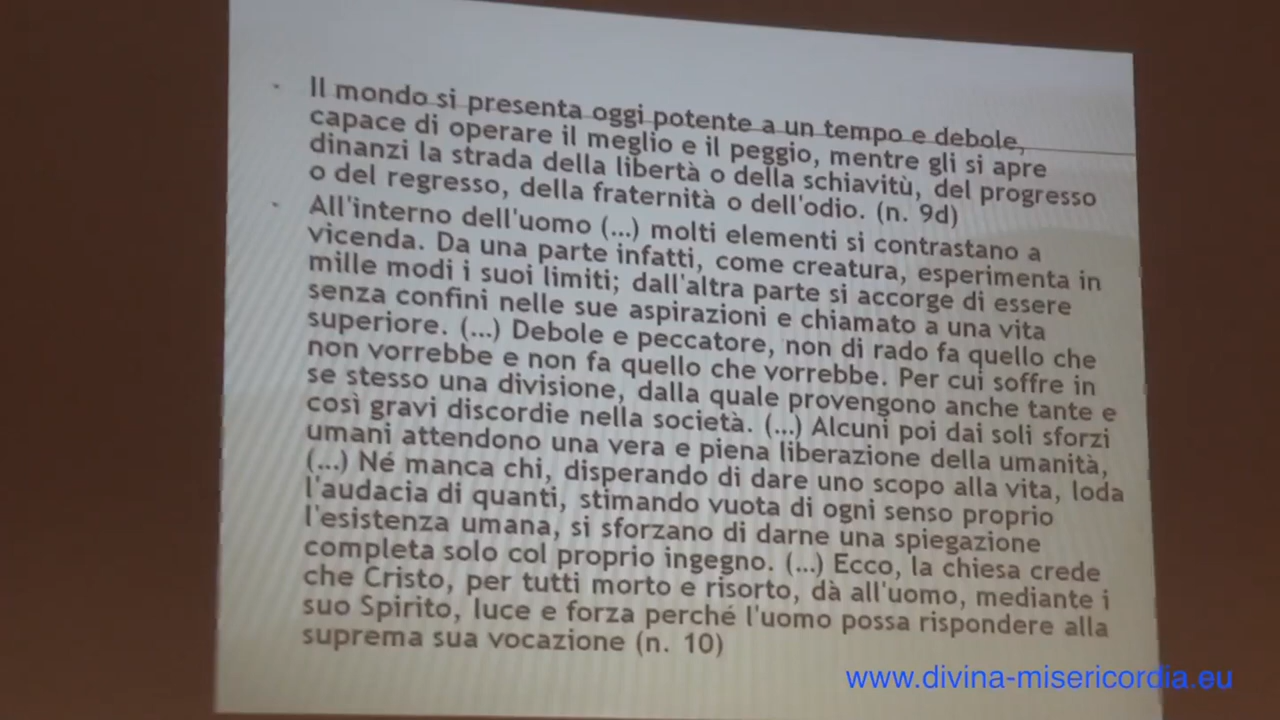 - Il mondo si presenta oggi potente a un tempo e debole,
capace di operare il meglio e il peggio, mentre gli si apre
dinanzi la strada della libertà o della schiavitù, del progresso
o del regresso, della fraternità o dell'odio. (n. 9d)
- All'interno dell'uomo (...) molti elementi si contrastano a
vicenda. Da una parte infatti, come creatura, esperimenta in
mille modi i suoi limiti; dall'altra parte si accorge di essere
senza confini nelle sue aspirazioni e chiamato a una vita
superiore. (...) Debole e peccatore, non di rado fa quello che
non vorrebbe e non fa quello che vorrebbe. Per cui soffre in
se stesso una divisione, dalla quale provengono anche tante e
così gravi discordie nella società. (...) Alcuni poi dai soli sforzi
umani attendono una vera e piena liberazione della umanità,
(...) Né manca chi, disperando di dare uno scopo alla vita, loda
l'audacia di quanti, stimando vuota di ogni senso proprio
l'esistenza umana, si sforzano di darne una spiegazione
completa solo col proprio ingegno. (...) Ecco, la chiesa crede
che Cristo, per tutti morto e risorto, dà all'uomo, mediante i
suo Spirito, luce e forza perché l'uomo possa rispondere alla
suprema sua vocazione (n. 10)
www.divina-misericordia.eu